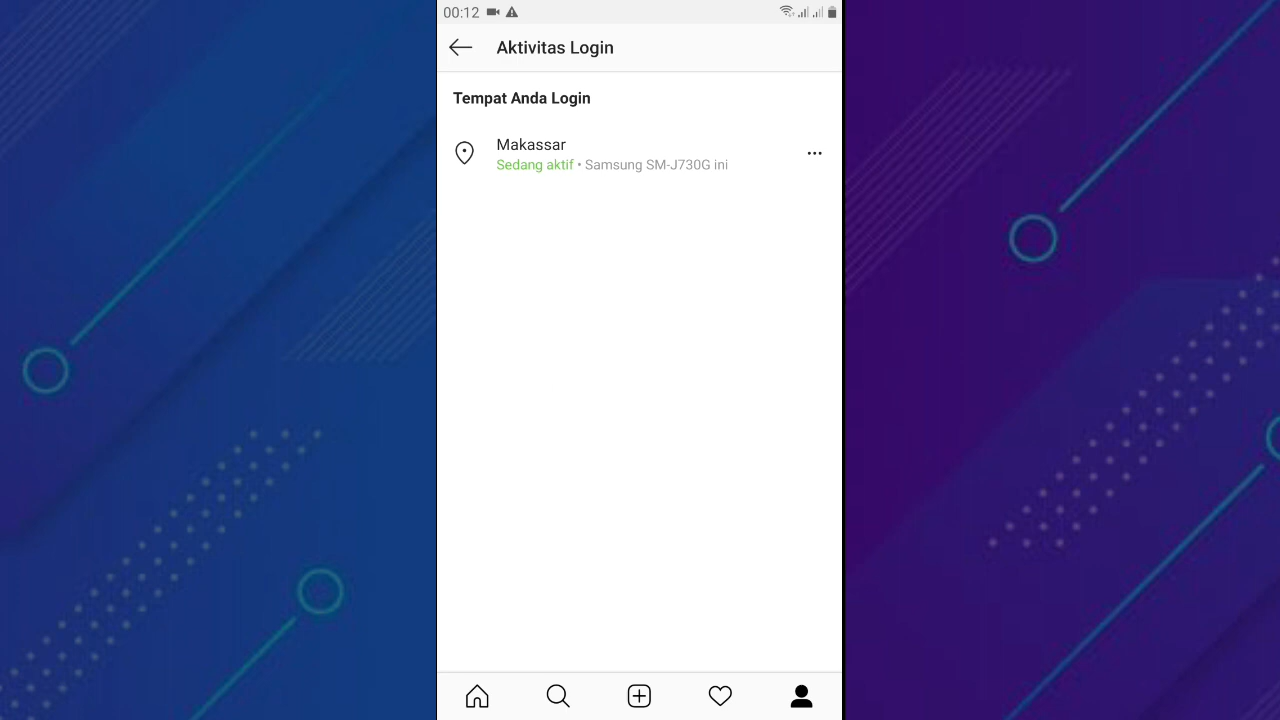 00:12
Aktivitas Login
Tempat Anda Login
Makassar
Sedang aktif • Samsung SM-J730G ini